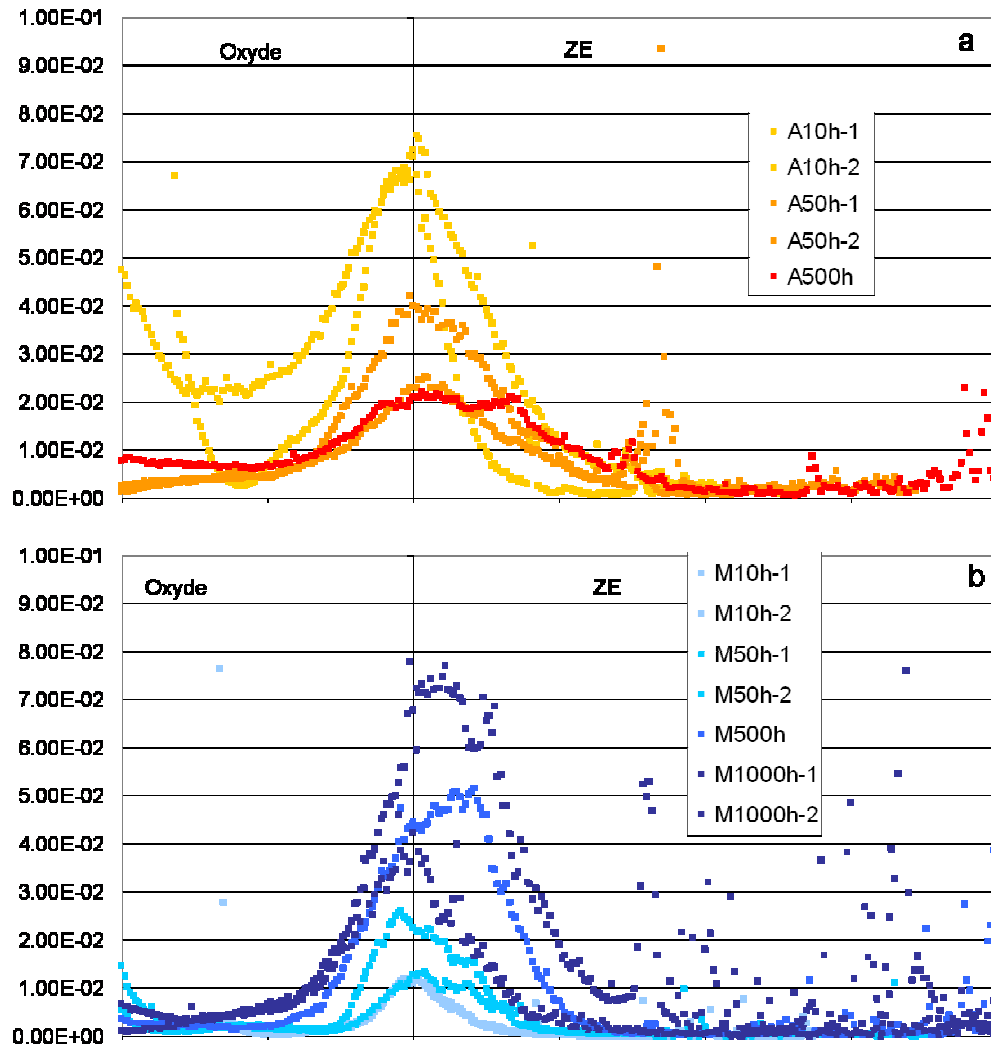 1.00E-01
a
Oxyde
ZE
9.00E-02
8.00E-02
7.00E-02
6.00E-02
5.00E-02
4.00E-02
3.00E-02
2.00E-02
1.00E-02
0.00E+00
A10h-1
A10h-2
A50h-1
A50h-2
A500h
1.00E-01
b
Oxyde
ZE
9.00E-02
8.00E-02
7.00E-02
6.00E-02
5.00E-02
4.00E-02
3.00E-02
2.00E-02
1.00E-02
0.00E+00
M10h-1
M10h-2
M50h-1
M50h-2
M500h
M1000h-1
M1000h-2